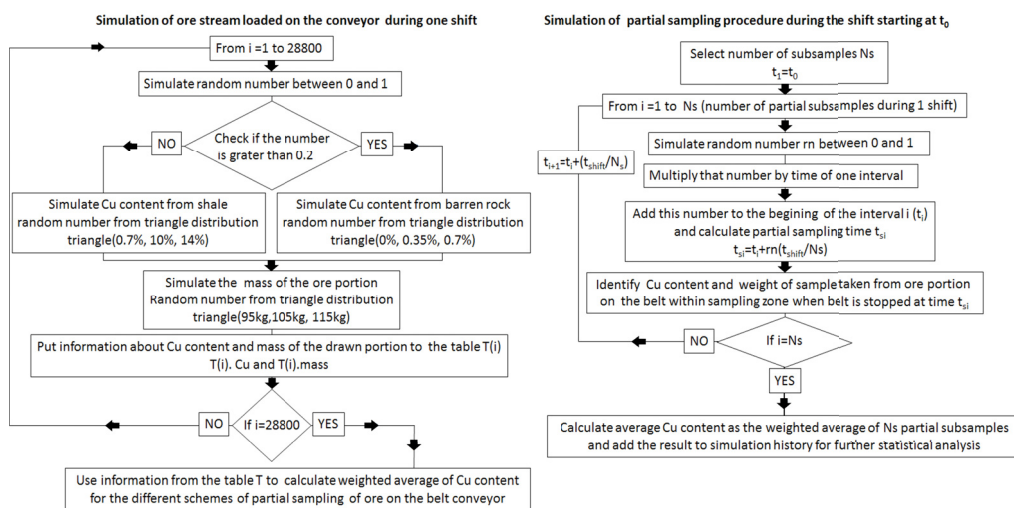 Simulation of ore stream loaded on the conveyor during one shift
From i =1 to 28800
Simulate random number between 0 and 1
Check if the number
is grater than 0.2
NO
YES
Simulate Cu content from shale
random number from triangle distribution
triangle(0.7%, 10%, 14%)
Simulate Cu content from barren rock
random number from triangle distribution
triangle(0%, 0.35%, 0.7%)
Simulate the mass of the ore portion
Random number from triangle distribution
triangle(95kg,105kg, 115kg)
Put information about Cu content and mass of the drawn portion to the table T(i)
T(i). Cu and T(i).mass
NO
If i=28800
YES
Use information from the table T to calculate weighted average of Cu content
for the different schemes of partial sampling of ore on the belt conveyor
Simulation of partial sampling procedure during the shift starting at t₀
Select number of subsamples Ns
t₁=t₀
From i =1 to Ns (number of partial subsamples during 1 shift)
Simulate random number rn between 0 and 1
tᵢ₊₁=tᵢ+(tshift/Ns)
Multiply that number by time of one interval
Add this number to the begining of the interval i (tᵢ)
and calculate partial sampling time tsi
tsi=tᵢ+rn(tshift/Ns)
Identify Cu content and weight of sample taken from ore portion
on the belt within sampling zone when belt is stopped at time tsi
NO
If i=Ns
YES
Calculate average Cu content as the weighted average of Ns partial subsamples
and add the result to simulation history for further statistical analysis